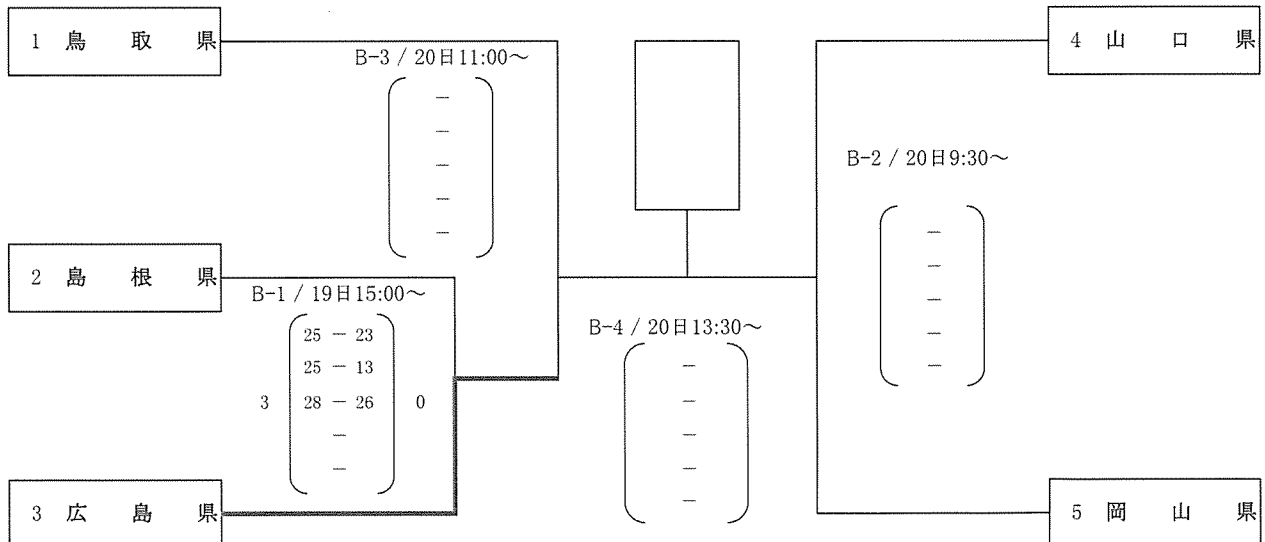 1 鳥 取 県
4 山 口 県
B-3 / 20日11:00～
－
－
－
－
－
B-2 / 20日9:30～
－
－
－
－
－
2 島 根 県
B-1 / 19日15:00～
25 － 23
25 － 13
3 28 － 26 0
－
－
B-4 / 20日13:30～
－
－
－
－
－
3 広 島 県
5 岡 山 県